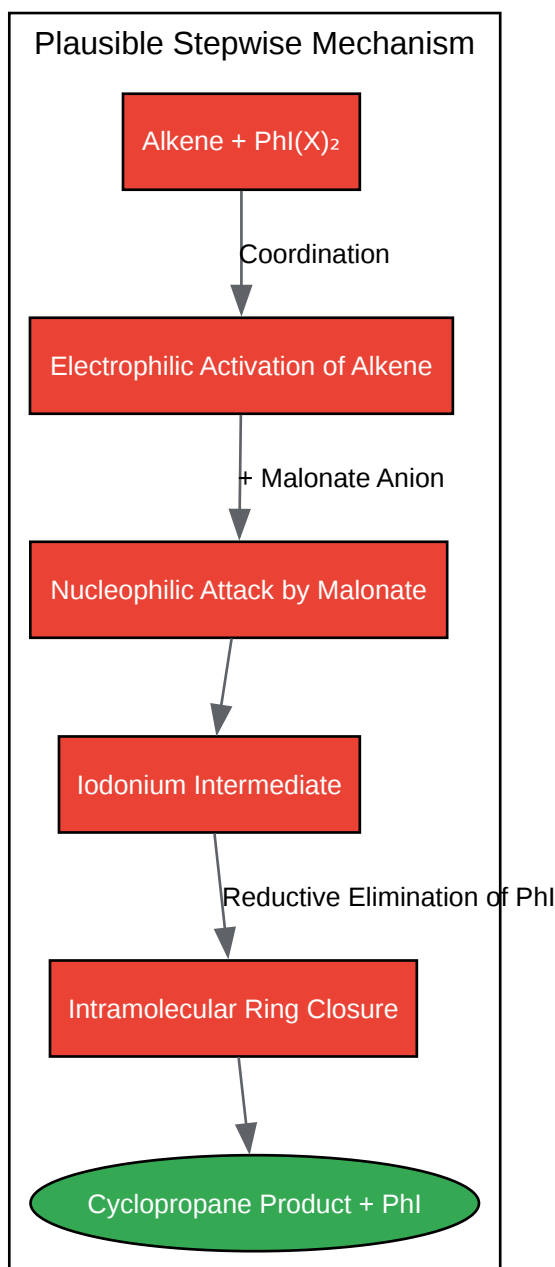 Plausible Stepwise Mechanism
Alkene + PhI(X)₂
Coordination
Electrophilic Activation of Alkene
+ Malonate Anion
Nucleophilic Attack by Malonate
Iodonium Intermediate
Reductive Elimination of PhI
Intramolecular Ring Closure
Cyclopropane Product + PhI